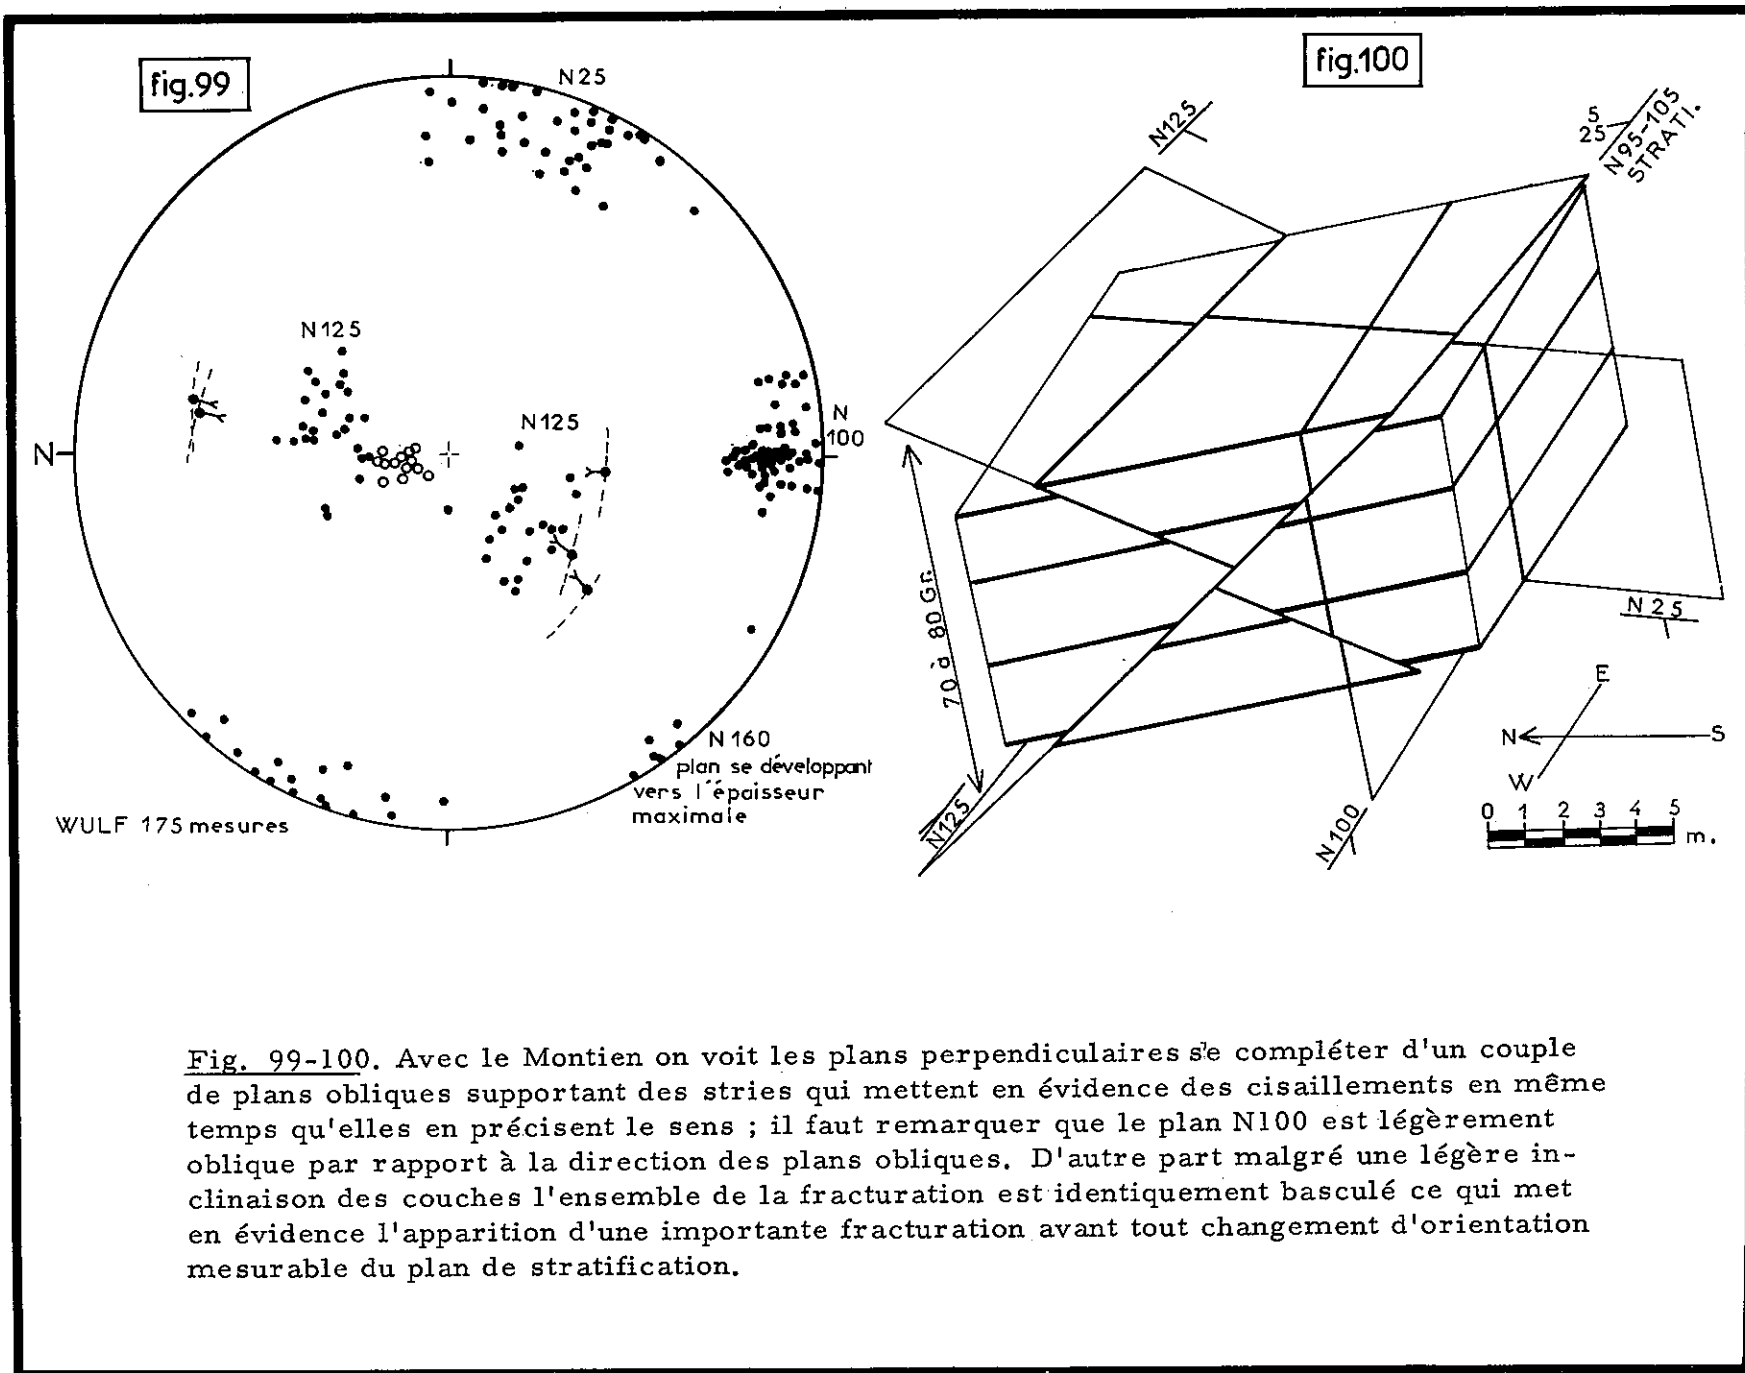 fig.99
N25
N125
N125
N
N
100
N160
plan se développant
vers l'épaisseur
maximale
WULF 175 mesures
fig.100
N125
5
25
N95-105
STRATI.
70 à 80 Gr.
N25
N125
N100
E
N
S
W
0 1 2 3 4 5
m.
Fig. 99-100. Avec le Montien on voit les plans perpendiculaires se compléter d'un couple
de plans obliques supportant des stries qui mettent en évidence des cisaillements en même
temps qu'elles en précisent le sens ; il faut remarquer que le plan N100 est légèrement
oblique par rapport à la direction des plans obliques. D'autre part malgré une légère in-
clinaison des couches l'ensemble de la fracturation est identiquement basculé ce qui met
en évidence l'apparition d'une importante fracturation avant tout changement d'orientation
mesurable du plan de stratification.